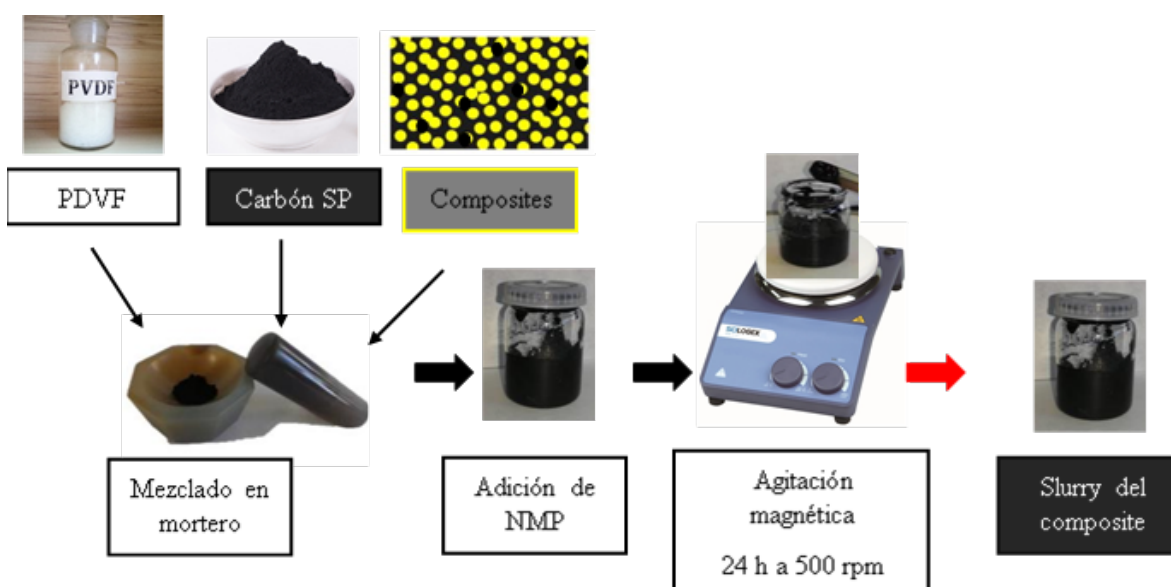 PVDF
PDVF
Carbón SP
Composites
Mezclado en
mortero
Adición de
NMP
SCILOGEX
Agitación
magnética
24 h a 500 rpm
Slurry del
composite